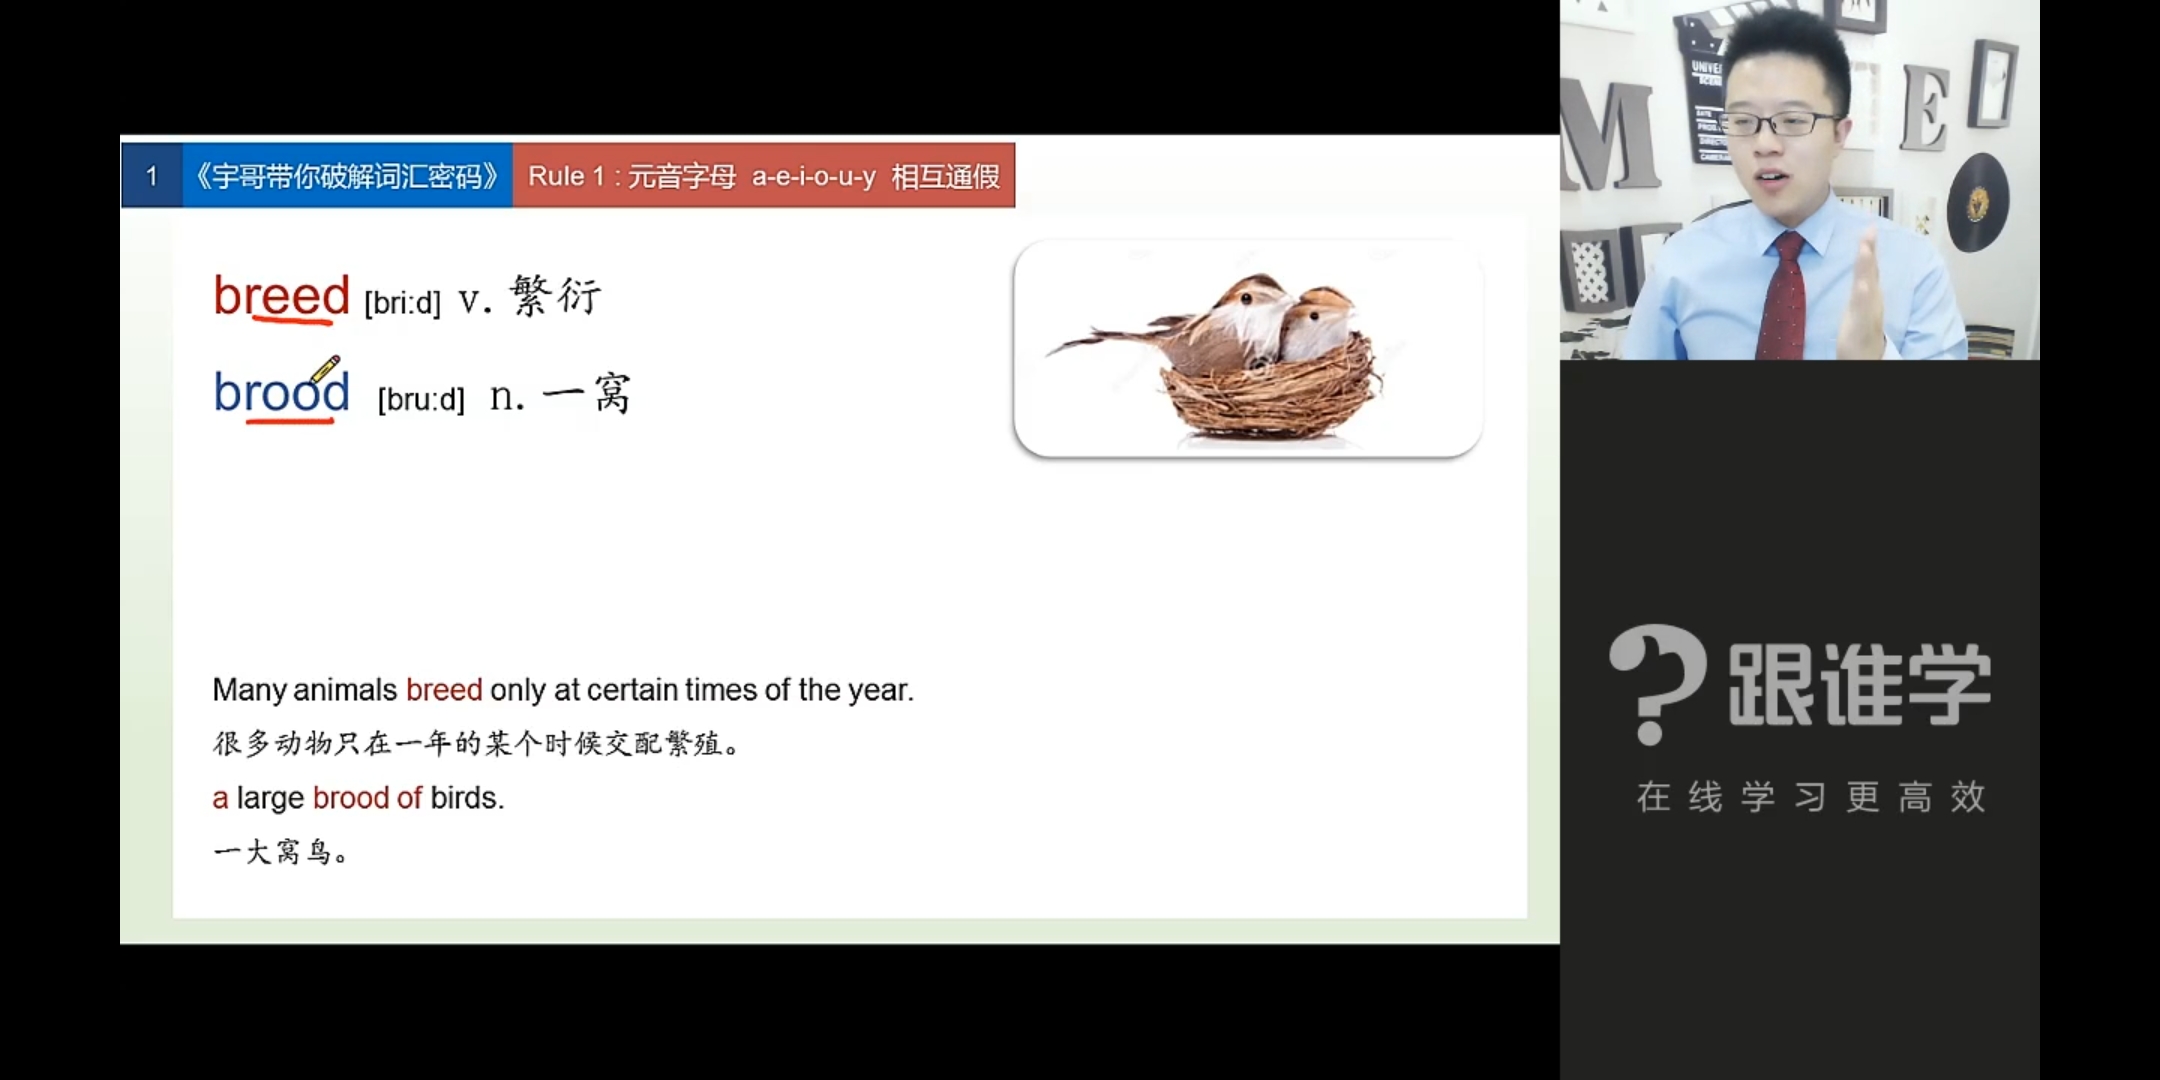 1 《宇哥带你破解词汇密码》 Rule 1 : 元音字母 a-e-i-o-u-y 相互通假
breed [bri:d] v. 繁衍
brood [bru:d] n. 一窝
Many animals breed only at certain times of the year.
很多动物只在一年的某个时候交配繁殖。
a large brood of birds.
一大窝鸟。
M E
跟谁学
在线学习更高效